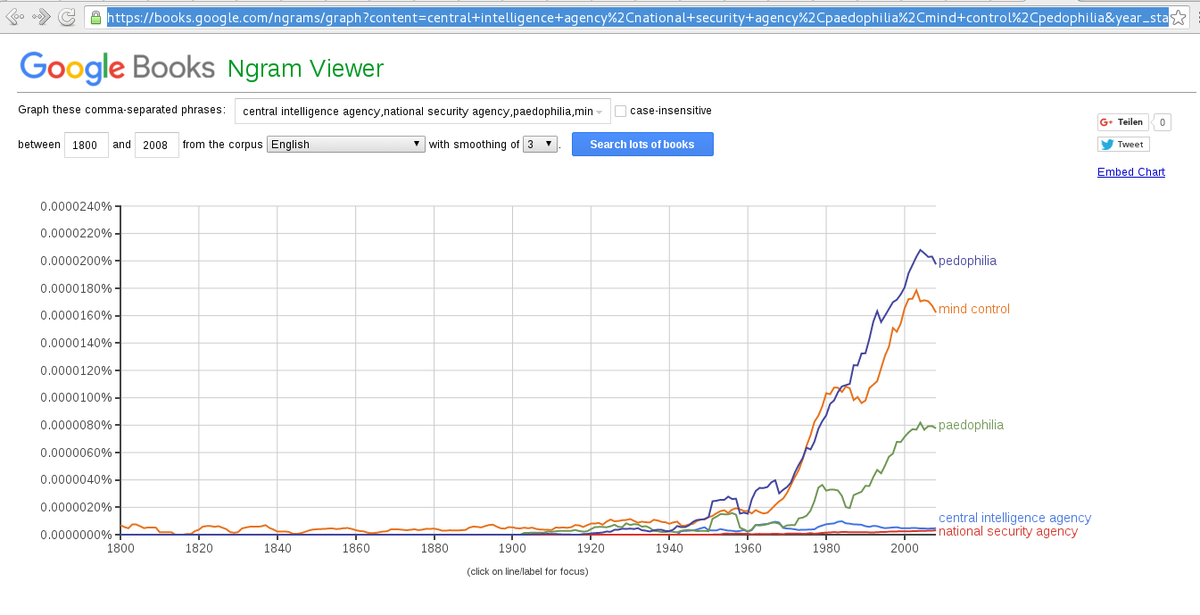 https://books.google.com/ngrams/graph?content=central+intelligence+agency%2Cnational+security+agency%2Cpaedophilia%2Cmind+control%2Cpedophilia&year_sta
Google Books Ngram Viewer
Graph these comma-separated phrases: central intelligence agency,national security agency,paedophilia,min case-insensitive
between 1800 and 2008 from the corpus English with smoothing of 3 . Search lots of books
G+ Teilen 0
Tweet
Embed Chart
0.0000240%
0.0000220%
0.0000200%
0.0000180%
0.0000160%
0.0000140%
0.0000120%
0.0000100%
0.0000080%
0.0000060%
0.0000040%
0.0000020%
0.0000000%
pedophilia
mind control
paedophilia
central intelligence agency
national security agency
1800 1820 1840 1860 1880 1900 1920 1940 1960 1980 2000
(click on line/label for focus)